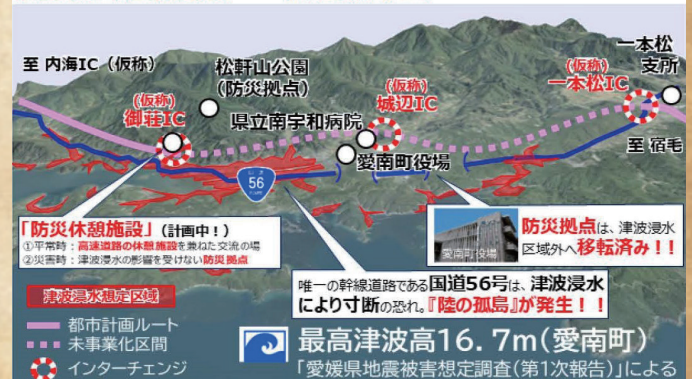 一本松
支所
至 内海IC（仮称）
松軒山公園
（防災拠点）
（仮称）
御荘IC
（仮称）
城辺IC
（仮称）
一本松IC
県立南宇和病院
愛南町役場
至 宿毛
56
「防災休憩施設」（計画中！）
①平常時：高速道路の休憩施設を兼ねた交流の場
②災害時：津波浸水の影響を受けない防災拠点
愛南町役場
防災拠点は、津波浸水
区域外へ移転済み！！
唯一の幹線道路である国道56号は、津波浸水
により寸断の恐れ。『陸の孤島』が発生！！
津波浸水想定区域
都市計画ルート
未事業化区間
インターチェンジ
最高津波高16．7m（愛南町）
「愛媛県地震被害想定調査（第1次報告）」による